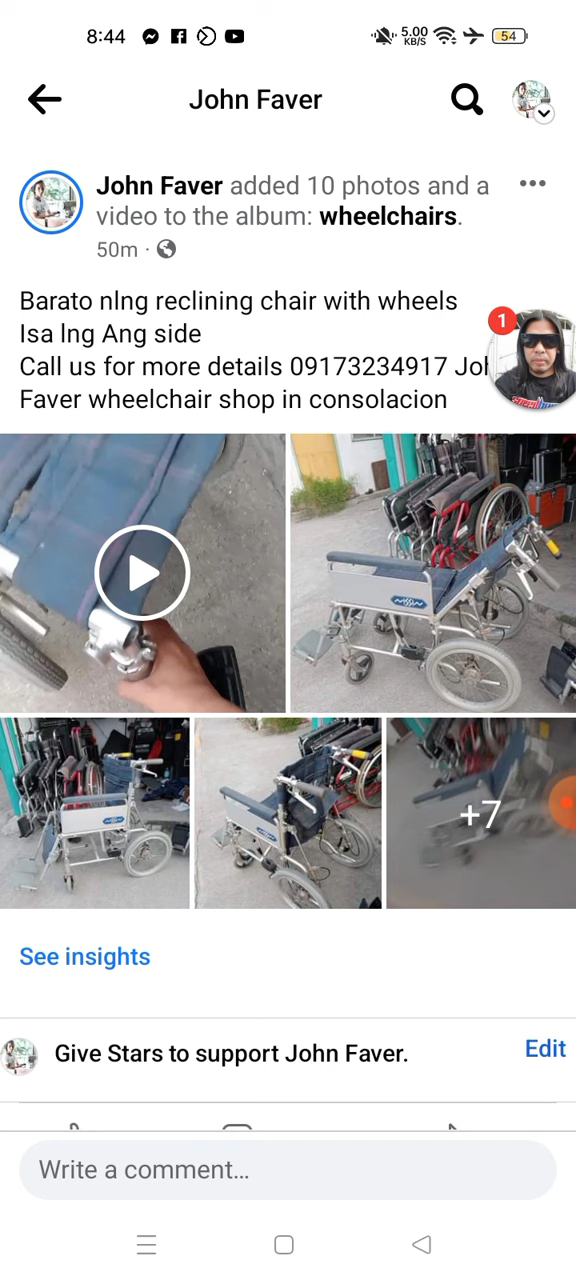 8:44
5.00
KB/S
54
John Faver
John Faver added 10 photos and a
video to the album: wheelchairs.
50m ·
Barato nlng reclining chair with wheels
Isa lng Ang side
1
Call us for more details 09173234917
Faver wheelchair shop in consolacion
+7
See insights
Give Stars to support John Faver.
Edit
Write a comment...